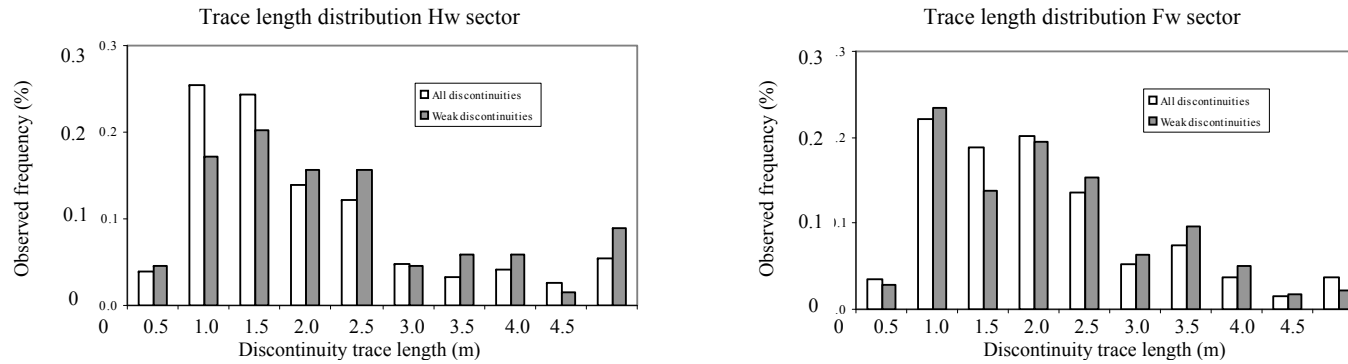 Trace length distribution Hw sector
Observed frequency (%)
0.3
0.2
0.1
0
0.3
0.2
0.1
0.0
All discontinuities
Weak discontinuities
0 0.5 1.0 1.5 2.0 2.5 3.0 3.5 4.0 4.5
Discontinuity trace length (m)
Trace length distribution Fw sector
Observed frequency (%)
0.3
0.2
0.1
0
.3
.2
.1
.0
All discontinuities
Weak discontinuities
0 0.5 1.0 1.5 2.0 2.5 3.0 3.5 4.0 4.5
Discontinuity trace length (m)